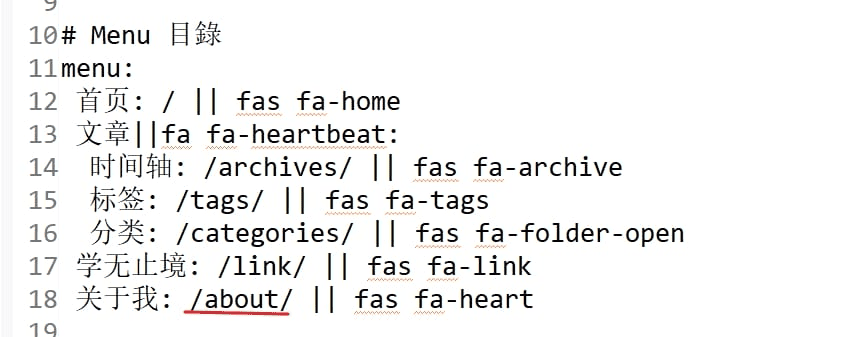 9
10 # Menu 目錄
11 menu:
12  首页: / || fas fa-home
13  文章||fa fa-heartbeat:
14   时间轴: /archives/ || fas fa-archive
15   标签: /tags/ || fas fa-tags
16   分类: /categories/ || fas fa-folder-open
17  学无止境: /link/ || fas fa-link
18  关于我: /about/ || fas fa-heart
19